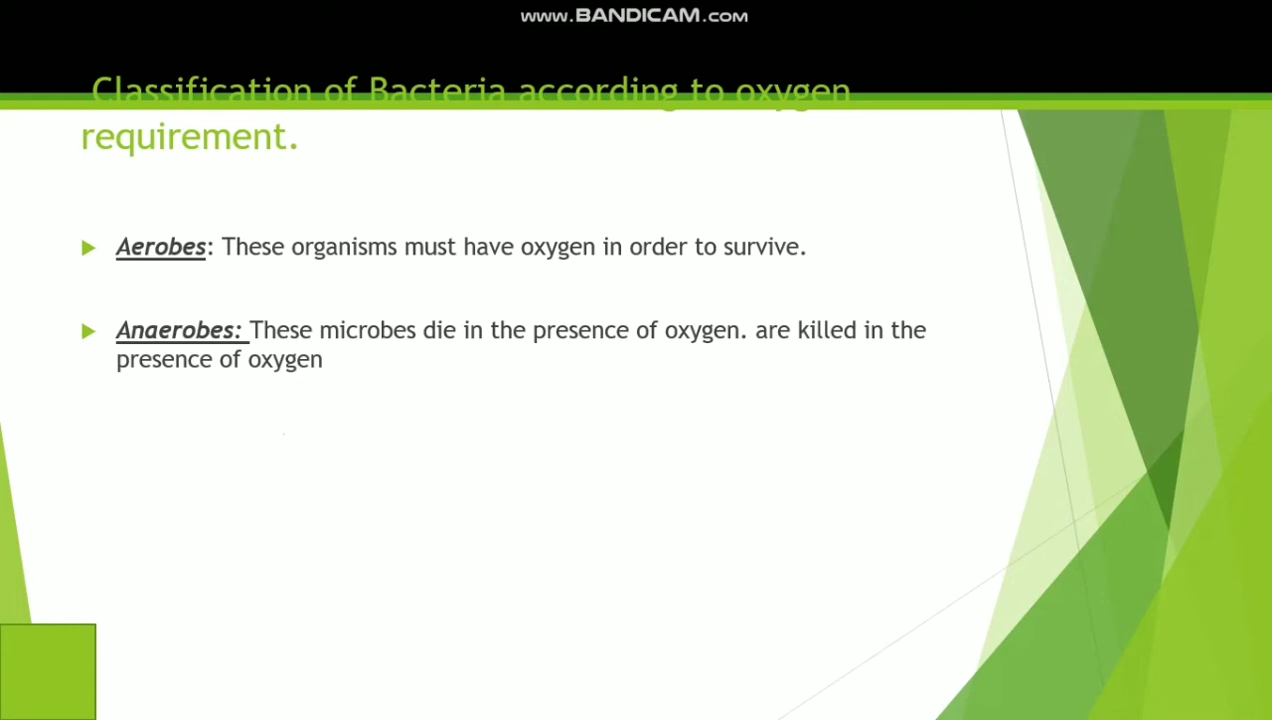 www.BANDICAM.com
Classification of Bacteria according to oxygen
requirement.
Aerobes: These organisms must have oxygen in order to survive.
Anaerobes: These microbes die in the presence of oxygen. are killed in the
presence of oxygen